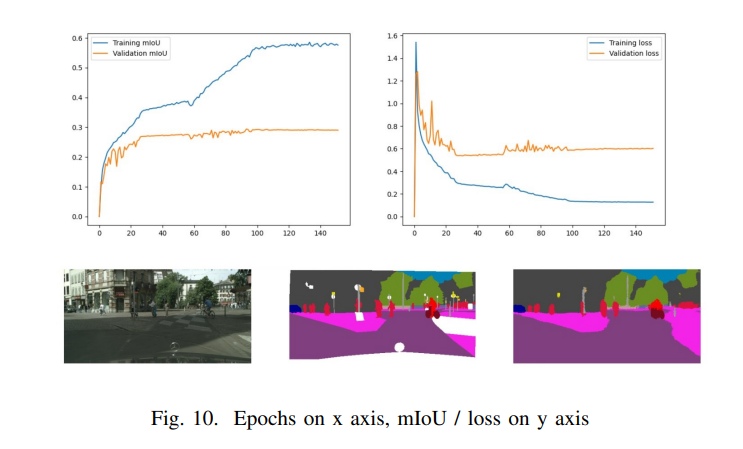 Training mIoU
Validation mIoU
0.6
0.5
0.4
0.3
0.2
0.1
0.0
0 20 40 60 80 100 120 140
Training loss
Validation loss
1.6
1.4
1.2
1.0
0.8
0.6
0.4
0.2
0.0
0 20 40 60 80 100 120 140
Fig. 10. Epochs on x axis, mIoU / loss on y axis